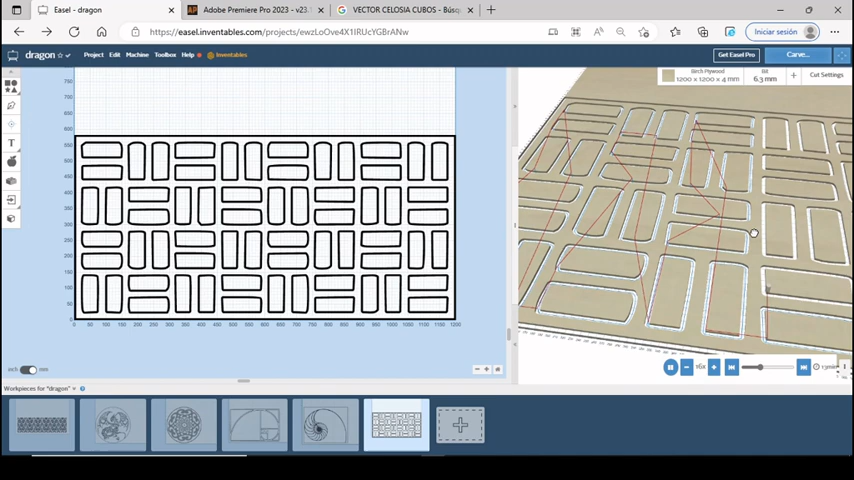 Easel - dragon
Adobe Premiere Pro 2023 - v23.1
VECTOR CELOSIA CUBOS - Búsq
https://easel.inventables.com/projects/ewzLoOve4X1IRUcYGBrANw
Iniciar sesión
dragon
Project Edit Machine Toolbox Help Inventables
Get Easel Pro
Carve...
Birch Plywood
1200 x 1200 x 4 mm
Bit
6.3 mm
Cut Settings
750
700
650
600
550
500
450
400
350
300
250
200
150
100
50
0
0 50 100 150 200 250 300 350 400 450 500 550 600 650 700 750 800 850 900 950 1000 1050 1100 1150 1200
inch
mm
16x
Workpieces for "dragon"